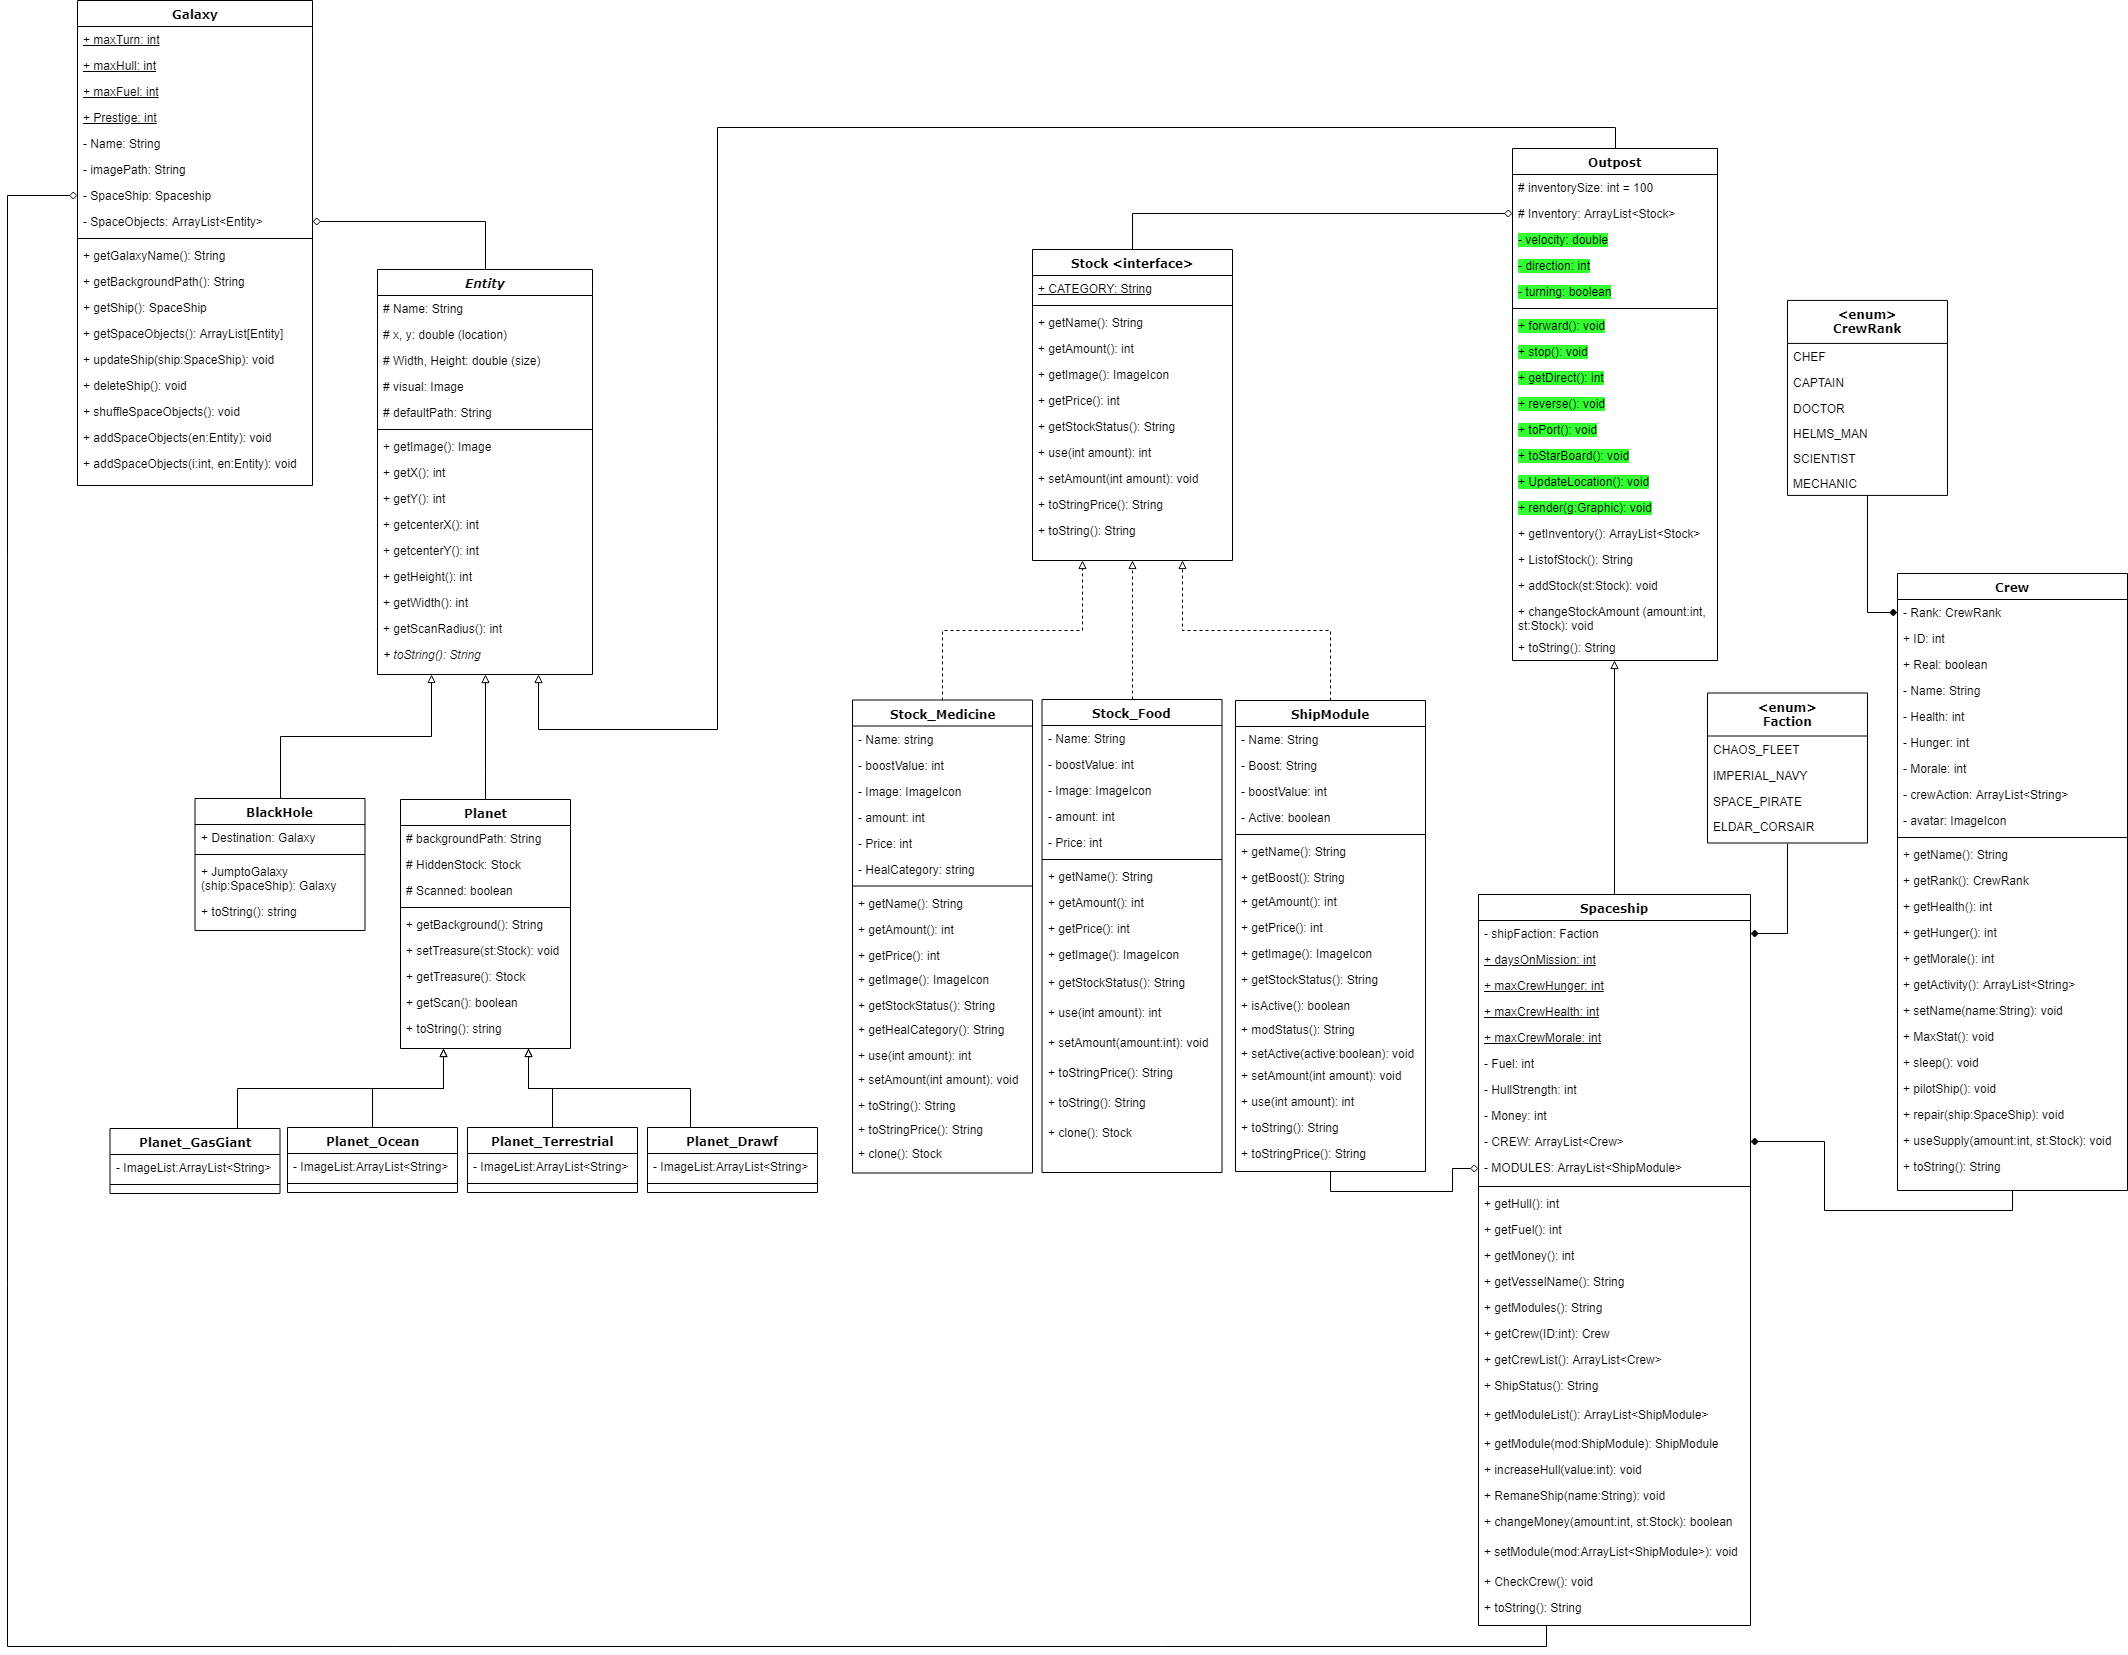 Galaxy
+ maxTurn: int
+ maxHull: int
+ maxFuel: int
+ Prestige: int
- Name: String
- imagePath: String
- SpaceShip: Spaceship
- SpaceObjects: ArrayList<Entity>
+ getGalaxyName(): String
+ getBackgroundPath(): String
+ getShip(): SpaceShip
+ getSpaceObjects(): ArrayList[Entity]
+ updateShip(ship:SpaceShip): void
+ deleteShip(): void
+ shuffleSpaceObjects(): void
+ addSpaceObjects(en:Entity): void
+ addSpaceObjects(i:int, en:Entity): void
Entity
# Name: String
# x, y: double (location)
# Width, Height: double (size)
# visual: Image
# defaultPath: String
+ getImage(): Image
+ getX(): int
+ getY(): int
+ getcenterX(): int
+ getcenterY(): int
+ getHeight(): int
+ getWidth(): int
+ getScanRadius(): int
+ toString(): String
BlackHole
+ Destination: Galaxy
+ JumptoGalaxy
(ship:SpaceShip): Galaxy
+ toString(): string
Planet
# backgroundPath: String
# HiddenStock: Stock
# Scanned: boolean
+ getBackground(): String
+ setTreasure(st:Stock): void
+ getTreasure(): Stock
+ getScan(): boolean
+ toString(): string
Planet_GasGiant
- ImageList:ArrayList<String>
Planet_Ocean
- ImageList:ArrayList<String>
Planet_Terrestrial
- ImageList:ArrayList<String>
Planet_Drawf
- ImageList:ArrayList<String>
Stock <interface>
+ CATEGORY: String
+ getName(): String
+ getAmount(): int
+ getImage(): ImageIcon
+ getPrice(): int
+ getStockStatus(): String
+ use(int amount): int
+ setAmount(int amount): void
+ toStringPrice(): String
+ toString(): String
Stock_Medicine
- Name: string
- boostValue: int
- Image: ImageIcon
- amount: int
- Price: int
- HealCategory: string
+ getName(): String
+ getAmount(): int
+ getPrice(): int
+ getImage(): ImageIcon
+ getStockStatus(): String
+ getHealCategory(): String
+ use(int amount): int
+ setAmount(int amount): void
+ toString(): String
+ toStringPrice(): String
+ clone(): Stock
Stock_Food
- Name: String
- boostValue: int
- Image: ImageIcon
- amount: int
- Price: int
+ getName(): String
+ getAmount(): int
+ getPrice(): int
+ getImage(): ImageIcon
+ getStockStatus(): String
+ use(int amount): int
+ setAmount(amount:int): void
+ toStringPrice(): String
+ toString(): String
+ clone(): Stock
ShipModule
- Name: String
- Boost: String
- boostValue: int
- Active: boolean
+ getName(): String
+ getBoost(): String
+ getAmount(): int
+ getPrice(): int
+ getImage(): ImageIcon
+ getStockStatus(): String
+ isActive(): boolean
+ modStatus(): String
+ setActive(active:boolean): void
+ setAmount(int amount): void
+ use(int amount): int
+ toString(): String
+ toStringPrice(): String
Outpost
# inventorySize: int = 100
# Inventory: ArrayList<Stock>
- velocity: double
- direction: int
- turning: boolean
+ forward(): void
+ stop(): void
+ getDirect(): int
+ reverse(): void
+ toPort(): void
+ toStarBoard(): void
+ UpdateLocation(): void
+ render(g:Graphic): void
+ getInventory(): ArrayList<Stock>
+ ListofStock(): String
+ addStock(st:Stock): void
+ changeStockAmount (amount:int,
st:Stock): void
+ toString(): String
<enum>
CrewRank
CHEF
CAPTAIN
DOCTOR
HELMS_MAN
SCIENTIST
MECHANIC
<enum>
Faction
CHAOS_FLEET
IMPERIAL_NAVY
SPACE_PIRATE
ELDAR_CORSAIR
Crew
- Rank: CrewRank
+ ID: int
+ Real: boolean
- Name: String
- Health: int
- Hunger: int
- Morale: int
- crewAction: ArrayList<String>
- avatar: ImageIcon
+ getName(): String
+ getRank(): CrewRank
+ getHealth(): int
+ getHunger(): int
+ getMorale(): int
+ getActivity(): ArrayList<String>
+ setName(name:String): void
+ MaxStat(): void
+ sleep(): void
+ pilotShip(): void
+ repair(ship:SpaceShip): void
+ useSupply(amount:int, st:Stock): void
+ toString(): String
Spaceship
- shipFaction: Faction
+ daysOnMission: int
+ maxCrewHunger: int
+ maxCrewHealth: int
+ maxCrewMorale: int
- Fuel: int
- HullStrength: int
- Money: int
- CREW: ArrayList<Crew>
- MODULES: ArrayList<ShipModule>
+ getHull(): int
+ getFuel(): int
+ getMoney(): int
+ getVesselName(): String
+ getModules(): String
+ getCrew(ID:int): Crew
+ getCrewList(): ArrayList<Crew>
+ ShipStatus(): String
+ getModuleList(): ArrayList<ShipModule>
+ getModule(mod:ShipModule): ShipModule
+ increaseHull(value:int): void
+ RemaneShip(name:String): void
+ changeMoney(amount:int, st:Stock): boolean
+ setModule(mod:ArrayList<ShipModule>): void
+ CheckCrew(): void
+ toString(): String